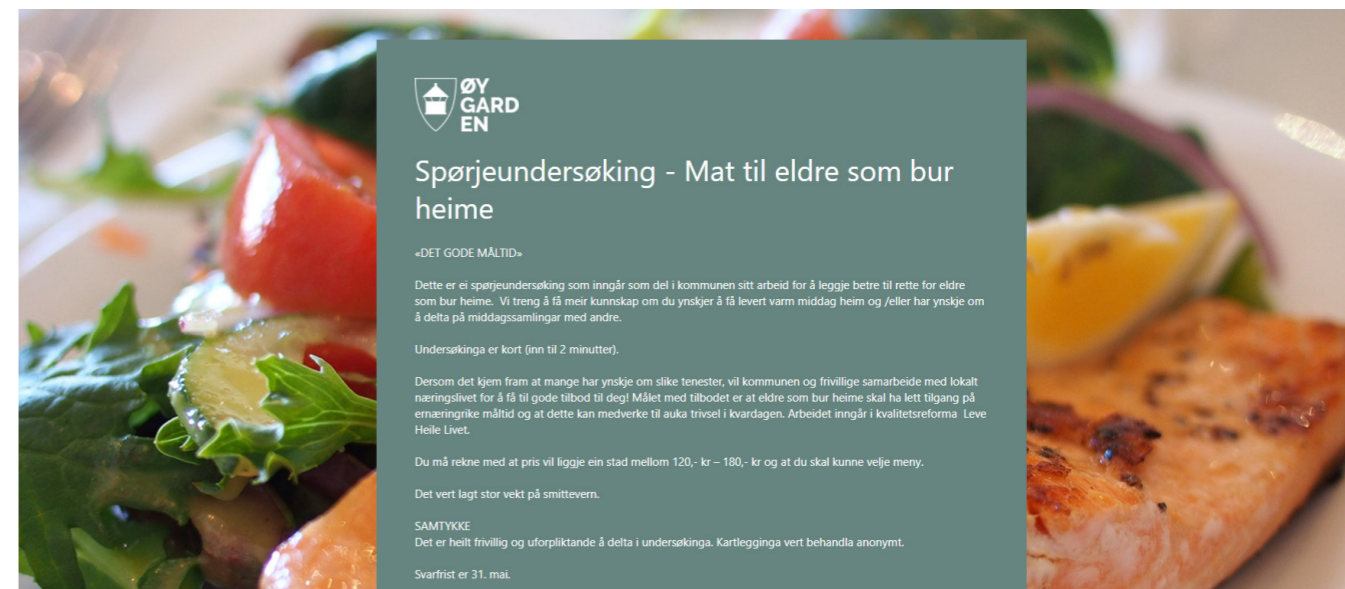 ØY
GARD
EN
Spørjeundersøking - Mat til eldre som bur
heime
«DET GODE MÅLTID»
Dette er ei spørjeundersøking som inngår som del i kommunen sitt arbeid for å leggje betre til rette for eldre
som bur heime.  Vi treng å få meir kunnskap om du ynskjer å få levert varm middag heim og /eller har ynskje om
å delta på middagssamlingar med andre.
Undersøkinga er kort (inn til 2 minutter).
Dersom det kjem fram at mange har ynskje om slike tenester, vil kommunen og frivillige samarbeide med lokalt
næringslivet for å få til gode tilbod til deg! Målet med tilbodet er at eldre som bur heime skal ha lett tilgang på
ernæringrike måltid og at dette kan medverke til auka trivsel i kvardagen. Arbeidet inngår i kvalitetsreforma  Leve
Heile Livet.
Du må rekne med at pris vil liggje ein stad mellom 120,- kr – 180,- kr og at du skal kunne velje meny.
Det vert lagt stor vekt på smittevern.
SAMTYKKE
Det er heilt frivillig og uforpliktande å delta i undersøkinga. Kartlegginga vert behandla anonymt.
Svarfrist er 31. mai.